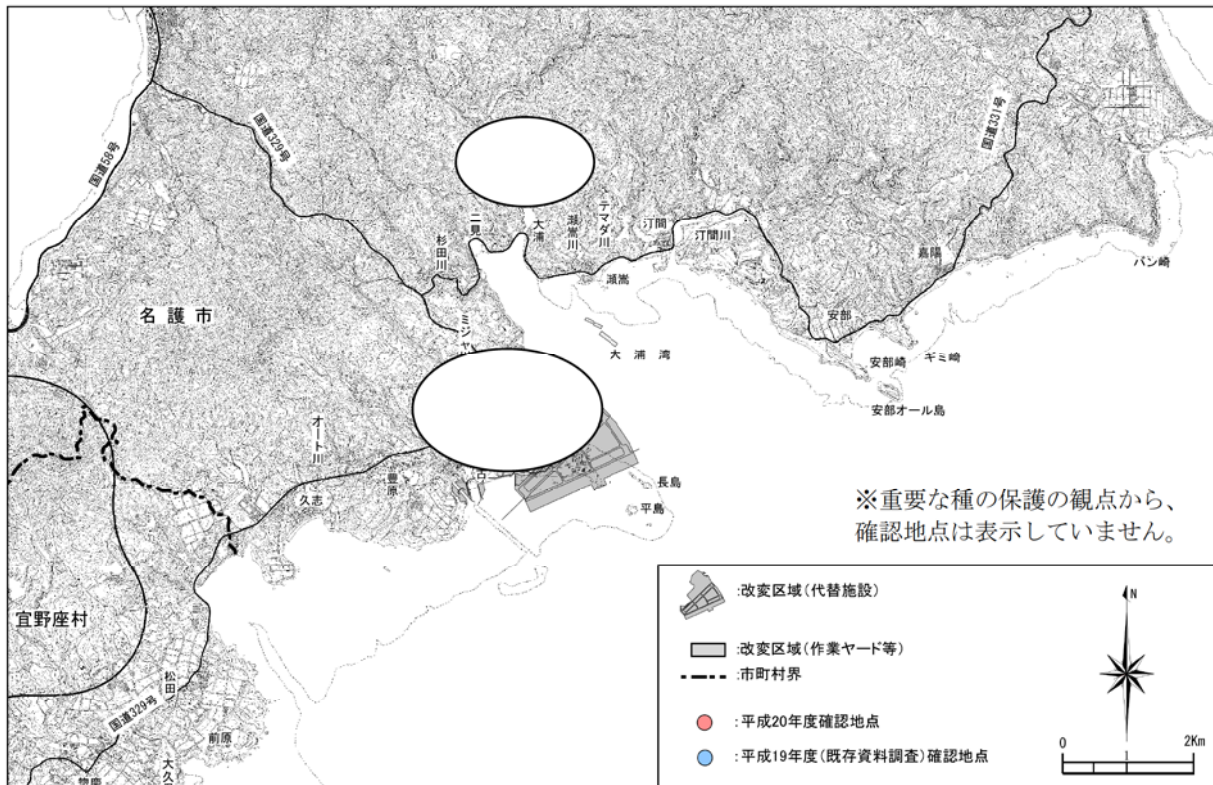 国道58号
国道329号
国道331号
杉田川
二見
大浦
瀬嵩川
テマダ川
汀間
汀間川
嘉陽
バン崎
瀬嵩
名護市
大浦湾
安部
安部崎
ギミ崎
安部オール島
オート川
久志
豊原
長島
平島
※重要な種の保護の観点から、
確認地点は表示していません。
宜野座村
松田
国道329号
前原
:改変区域(代替施設)
:改変区域(作業ヤード等)
:市町村界
:平成20年度確認地点
:平成19年度(既存資料調査)確認地点
N
0
2Km